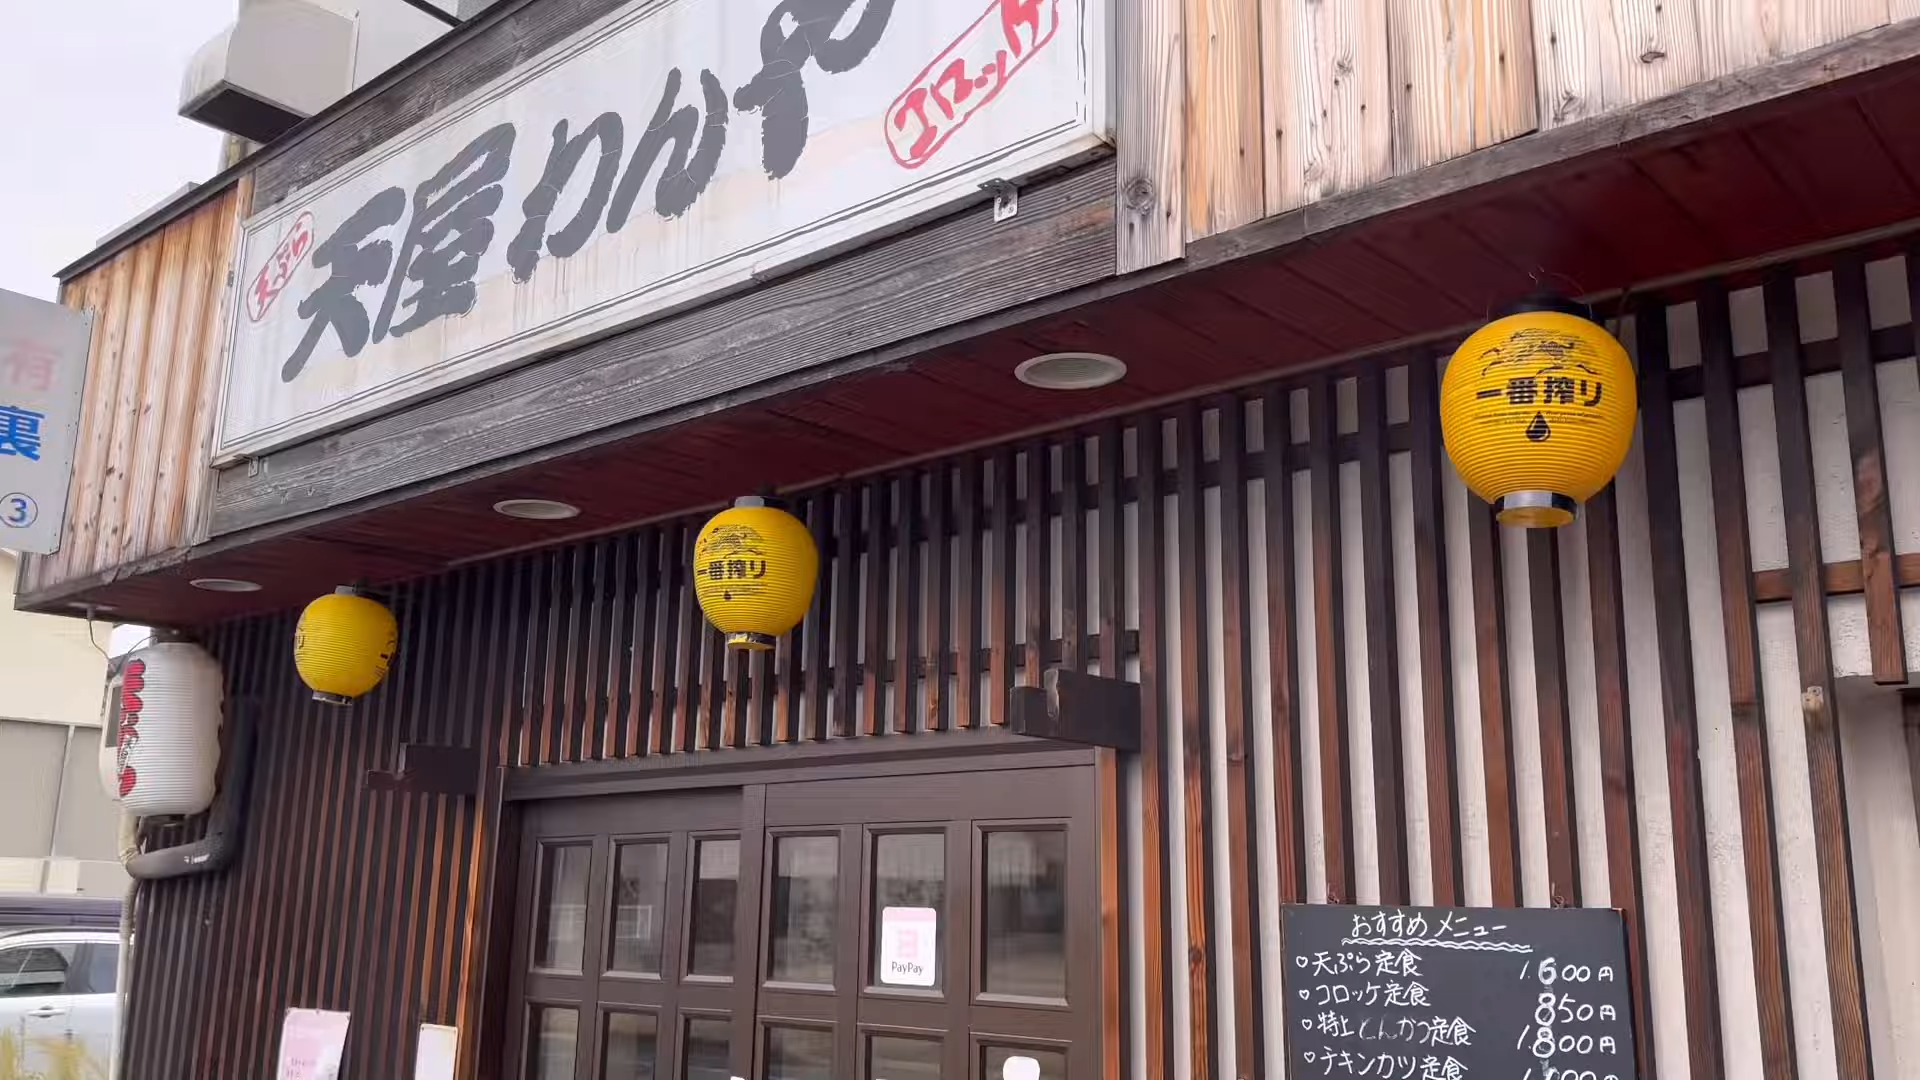 天ぷら
天屋わんや
コロッケ
有
裏
③
一番搾り
一番搾り
PayPay
おすすめメニュー
♡天ぷら定食 1.600円
♡コロッケ定食 850円
♡特上とんかつ定食 1.800円
♡チキンカツ定食